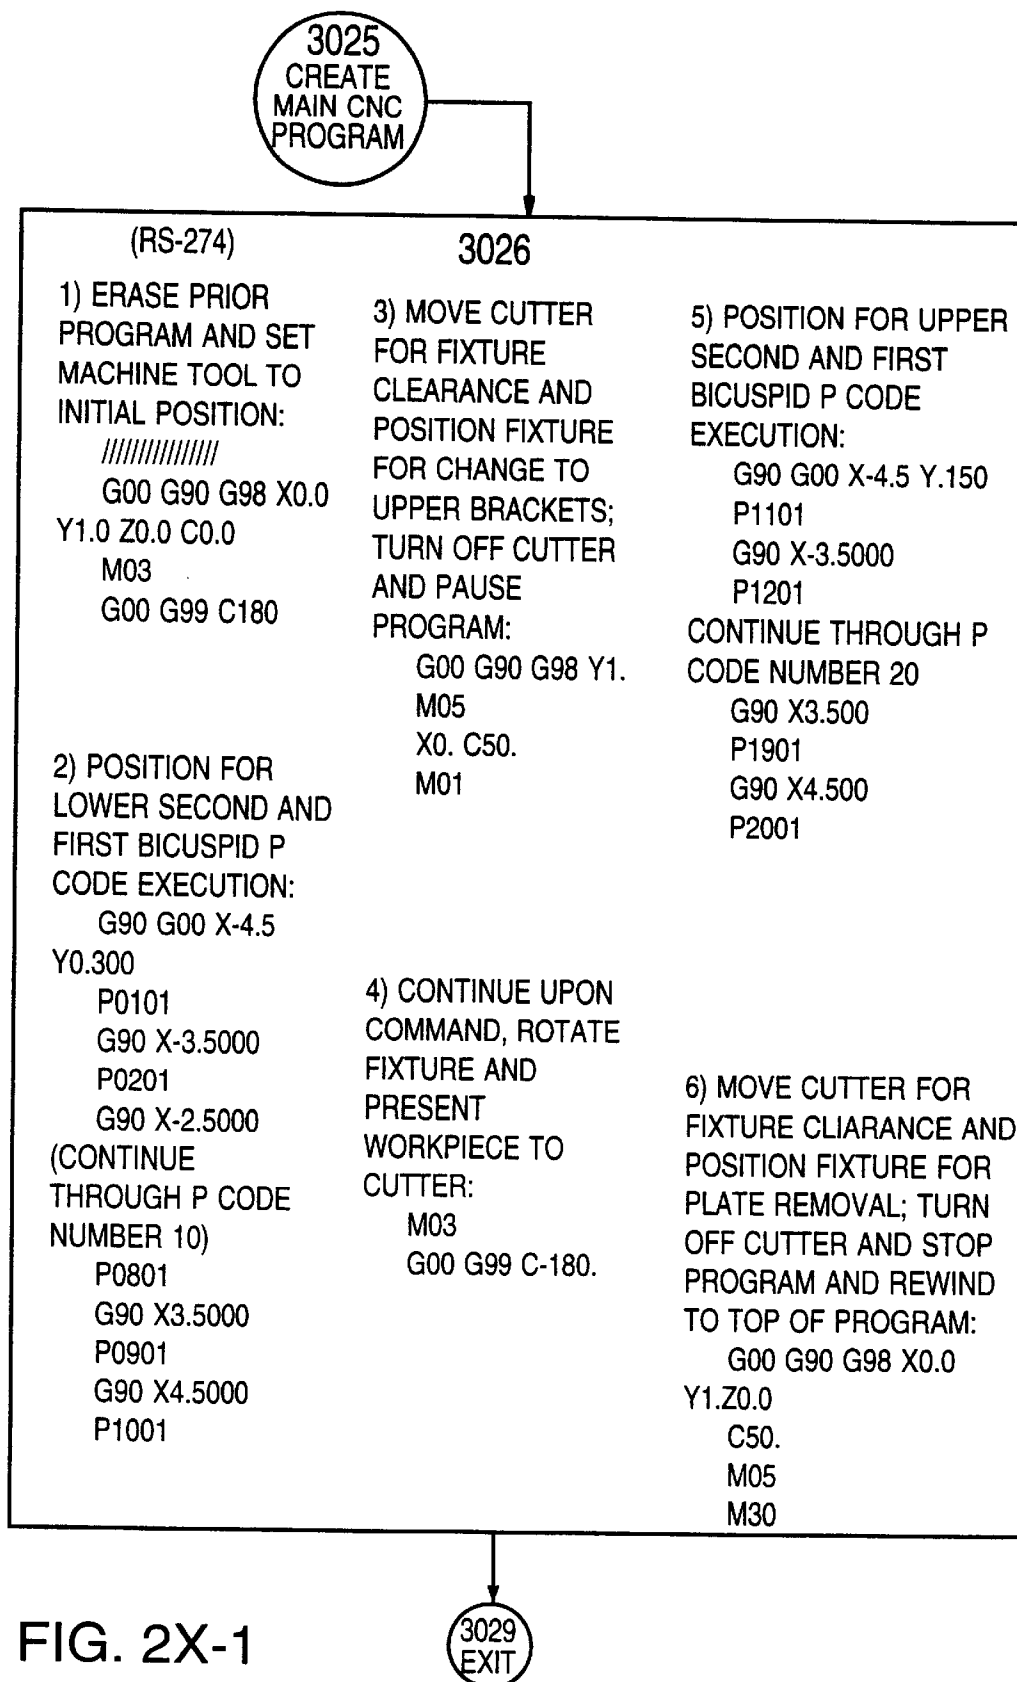 3025
CREATE
MAIN CNC
PROGRAM
(RS-274)
3026
1) ERASE PRIOR
PROGRAM AND SET
MACHINE TOOL TO
INITIAL POSITION:
////////////////
G00 G90 G98 X0.0
Y1.0 Z0.0 C0.0
M03
G00 G99 C180
2) POSITION FOR
LOWER SECOND AND
FIRST BICUSPID P
CODE EXECUTION:
G90 G00 X-4.5
Y0.300
P0101
G90 X-3.5000
P0201
G90 X-2.5000
(CONTINUE
THROUGH P CODE
NUMBER 10)
P0801
G90 X3.5000
P0901
G90 X4.5000
P1001
3) MOVE CUTTER
FOR FIXTURE
CLEARANCE AND
POSITION FIXTURE
FOR CHANGE TO
UPPER BRACKETS;
TURN OFF CUTTER
AND PAUSE
PROGRAM:
G00 G90 G98 Y1.
M05
X0. C50.
M01
4) CONTINUE UPON
COMMAND, ROTATE
FIXTURE AND
PRESENT
WORKPIECE TO
CUTTER:
M03
G00 G99 C-180.
5) POSITION FOR UPPER
SECOND AND FIRST
BICUSPID P CODE
EXECUTION:
G90 G00 X-4.5 Y.150
P1101
G90 X-3.5000
P1201
CONTINUE THROUGH P
CODE NUMBER 20
G90 X3.500
P1901
G90 X4.500
P2001
6) MOVE CUTTER FOR
FIXTURE CLIARANCE AND
POSITION FIXTURE FOR
PLATE REMOVAL; TURN
OFF CUTTER AND STOP
PROGRAM AND REWIND
TO TOP OF PROGRAM:
G00 G90 G98 X0.0
Y1.Z0.0
C50.
M05
M30
3029
EXIT
FIG. 2X-1